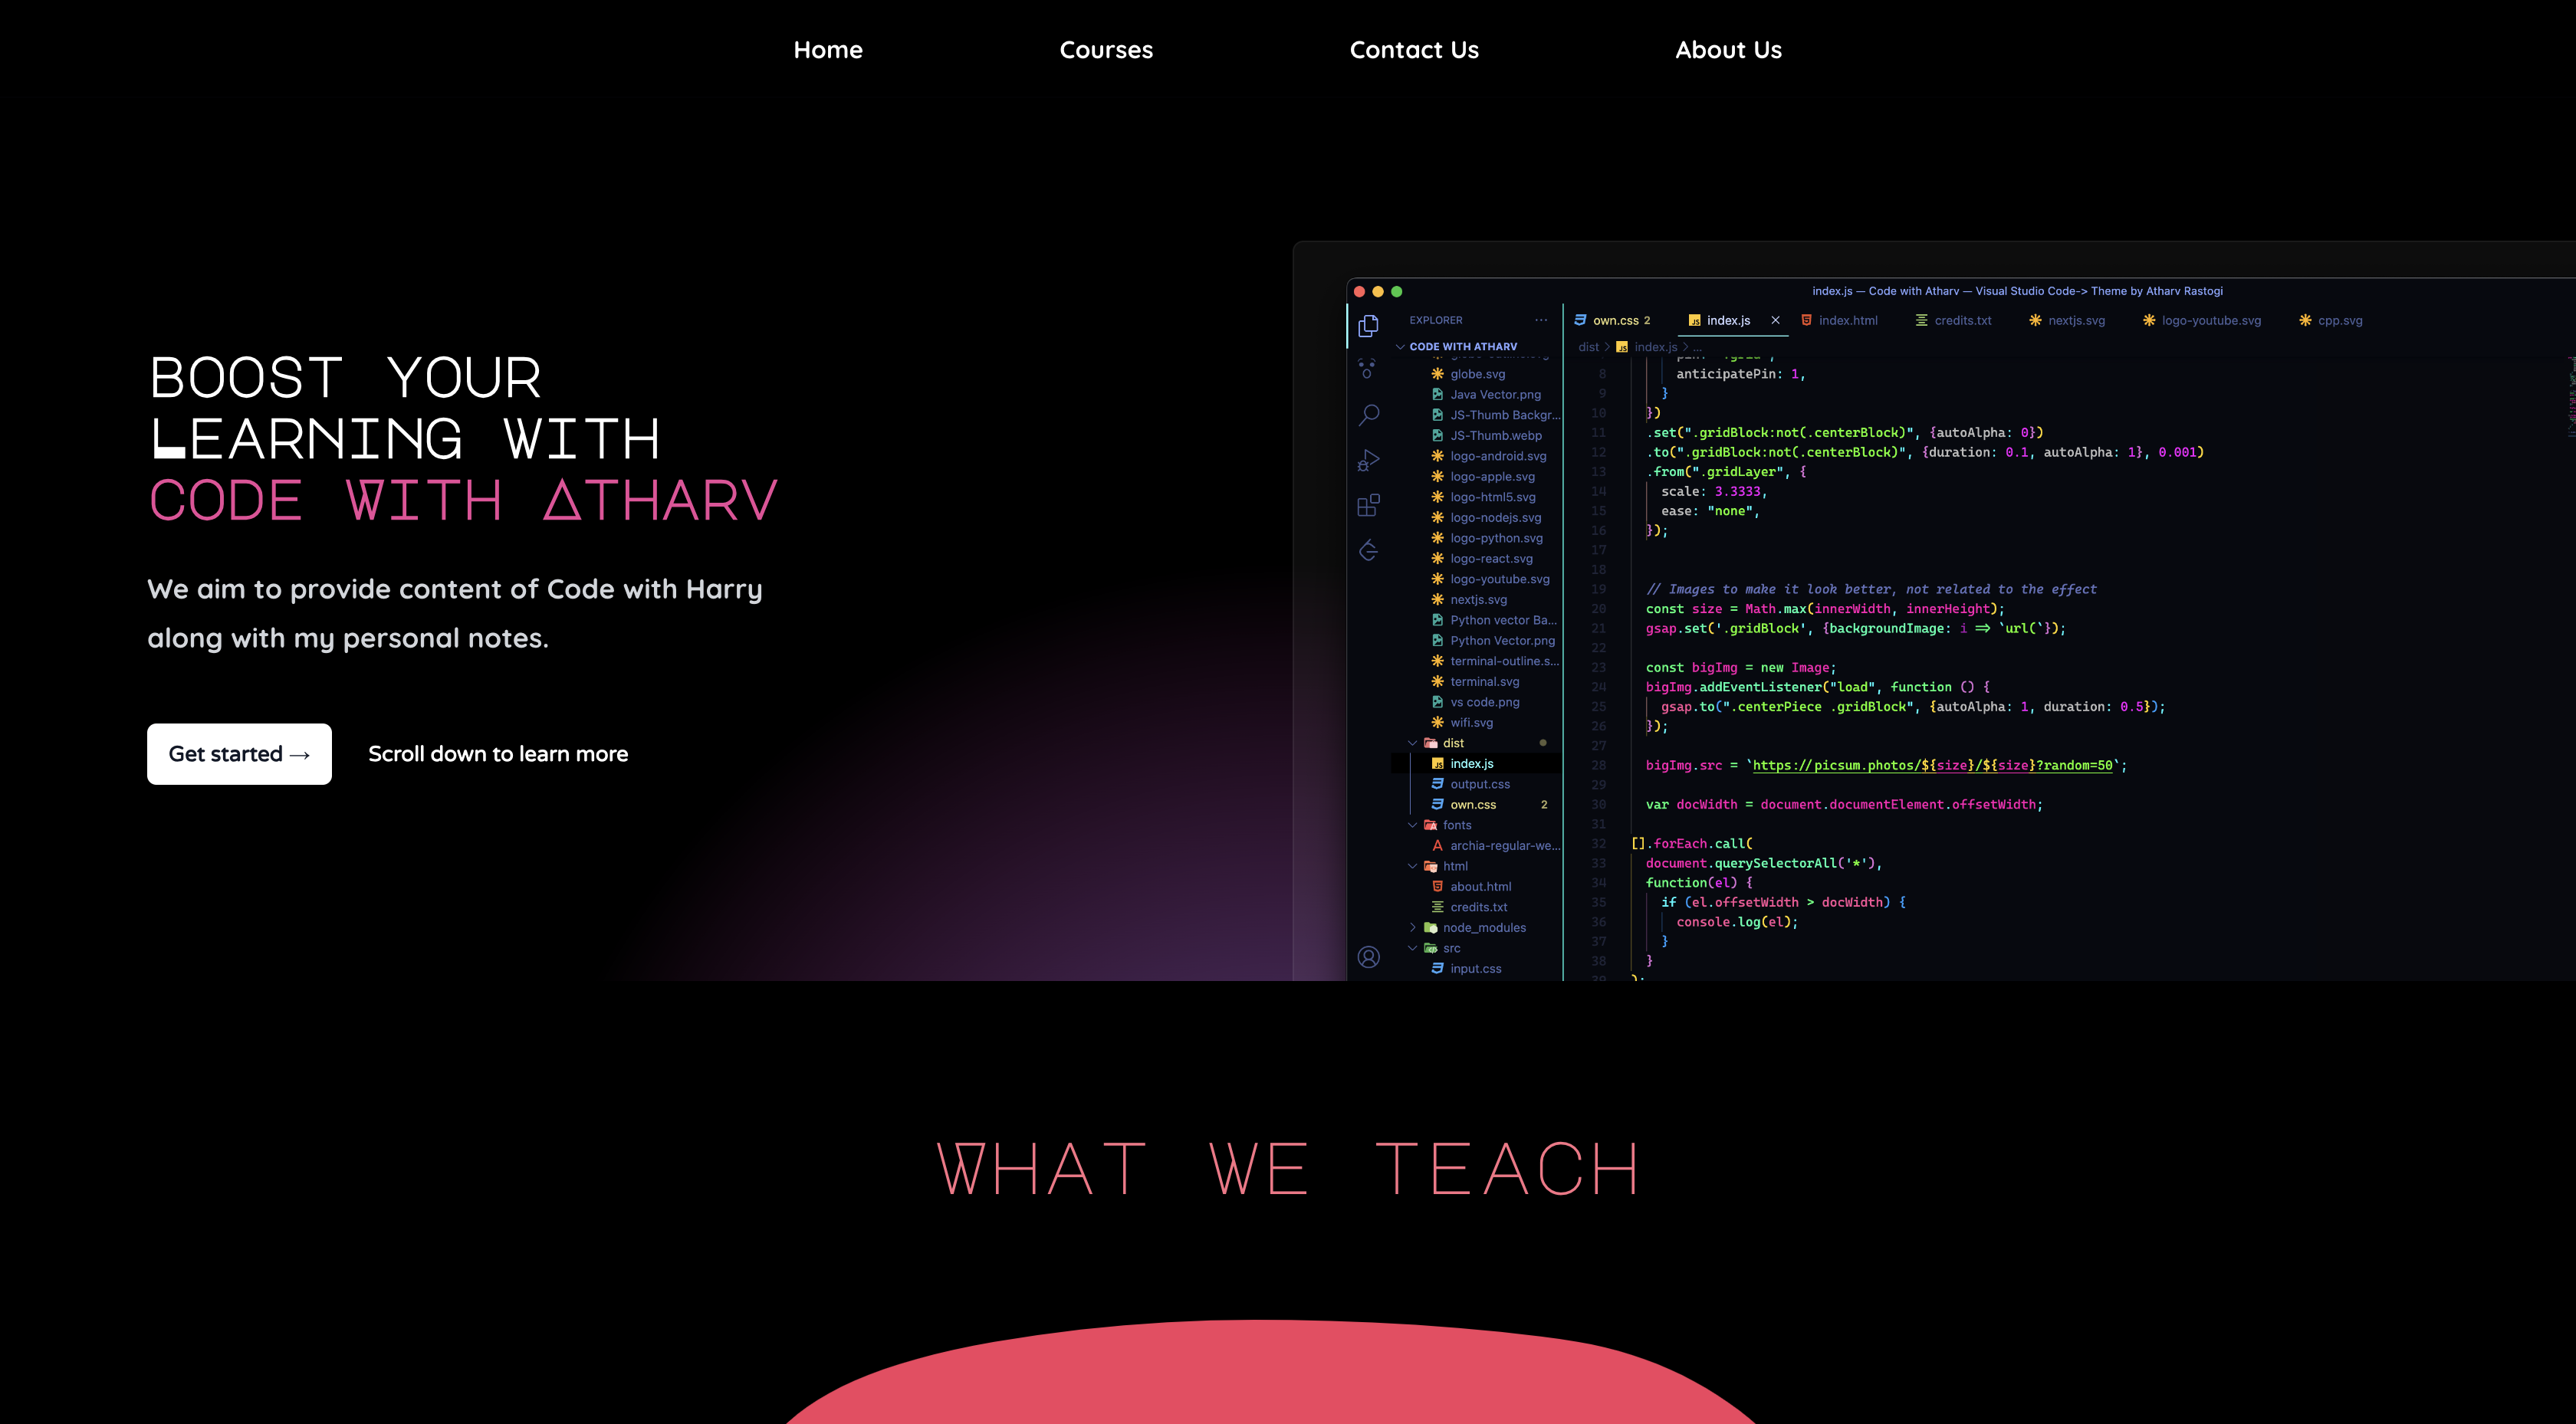 Home
Courses
Contact Us
About Us
BOOST YOUR
LEARNING WITH
CODE WITH ATHARV
We aim to provide content of Code with Harry
along with my personal notes.
Get started →
Scroll down to learn more
index.js — Code with Atharv — Visual Studio Code-> Theme by Atharv Rastogi
EXPLORER ···
CODE WITH ATHARV
globe.svg
Java Vector.png
JS-Thumb Backgr...
JS-Thumb.webp
logo-android.svg
logo-apple.svg
logo-html5.svg
logo-nodejs.svg
logo-python.svg
logo-react.svg
logo-youtube.svg
nextjs.svg
Python vector Ba...
Python Vector.png
terminal-outline.s...
terminal.svg
vs code.png
wifi.svg
dist
index.js
output.css
own.css 2
fonts
archia-regular-we...
html
about.html
credits.txt
node_modules
src
input.css
own.css 2
index.js
index.html
credits.txt
nextjs.svg
logo-youtube.svg
cpp.svg
dist > index.js > ...
8 anticipatePin: 1,
9 }
10 })
11 .set(".gridBlock:not(.centerBlock)", {autoAlpha: 0})
12 .to(".gridBlock:not(.centerBlock)", {duration: 0.1, autoAlpha: 1}, 0.001)
13 .from(".gridLayer", {
14 scale: 3.3333,
15 ease: "none",
16 });
17
18
19 // Images to make it look better, not related to the effect
20 const size = Math.max(innerWidth, innerHeight);
21 gsap.set('.gridBlock', {backgroundImage: i => `url(`});
22
23 const bigImg = new Image;
24 bigImg.addEventListener("load", function () {
25 gsap.to(".centerPiece .gridBlock", {autoAlpha: 1, duration: 0.5});
26 });
27
28 bigImg.src = `https://picsum.photos/${size}/${size}?random=50`;
29
30 var docWidth = document.documentElement.offsetWidth;
31
32 [].forEach.call(
33 document.querySelectorAll('*'),
34 function(el) {
35 if (el.offsetWidth > docWidth) {
36 console.log(el);
37 }
38 }
WHAT WE TEACH